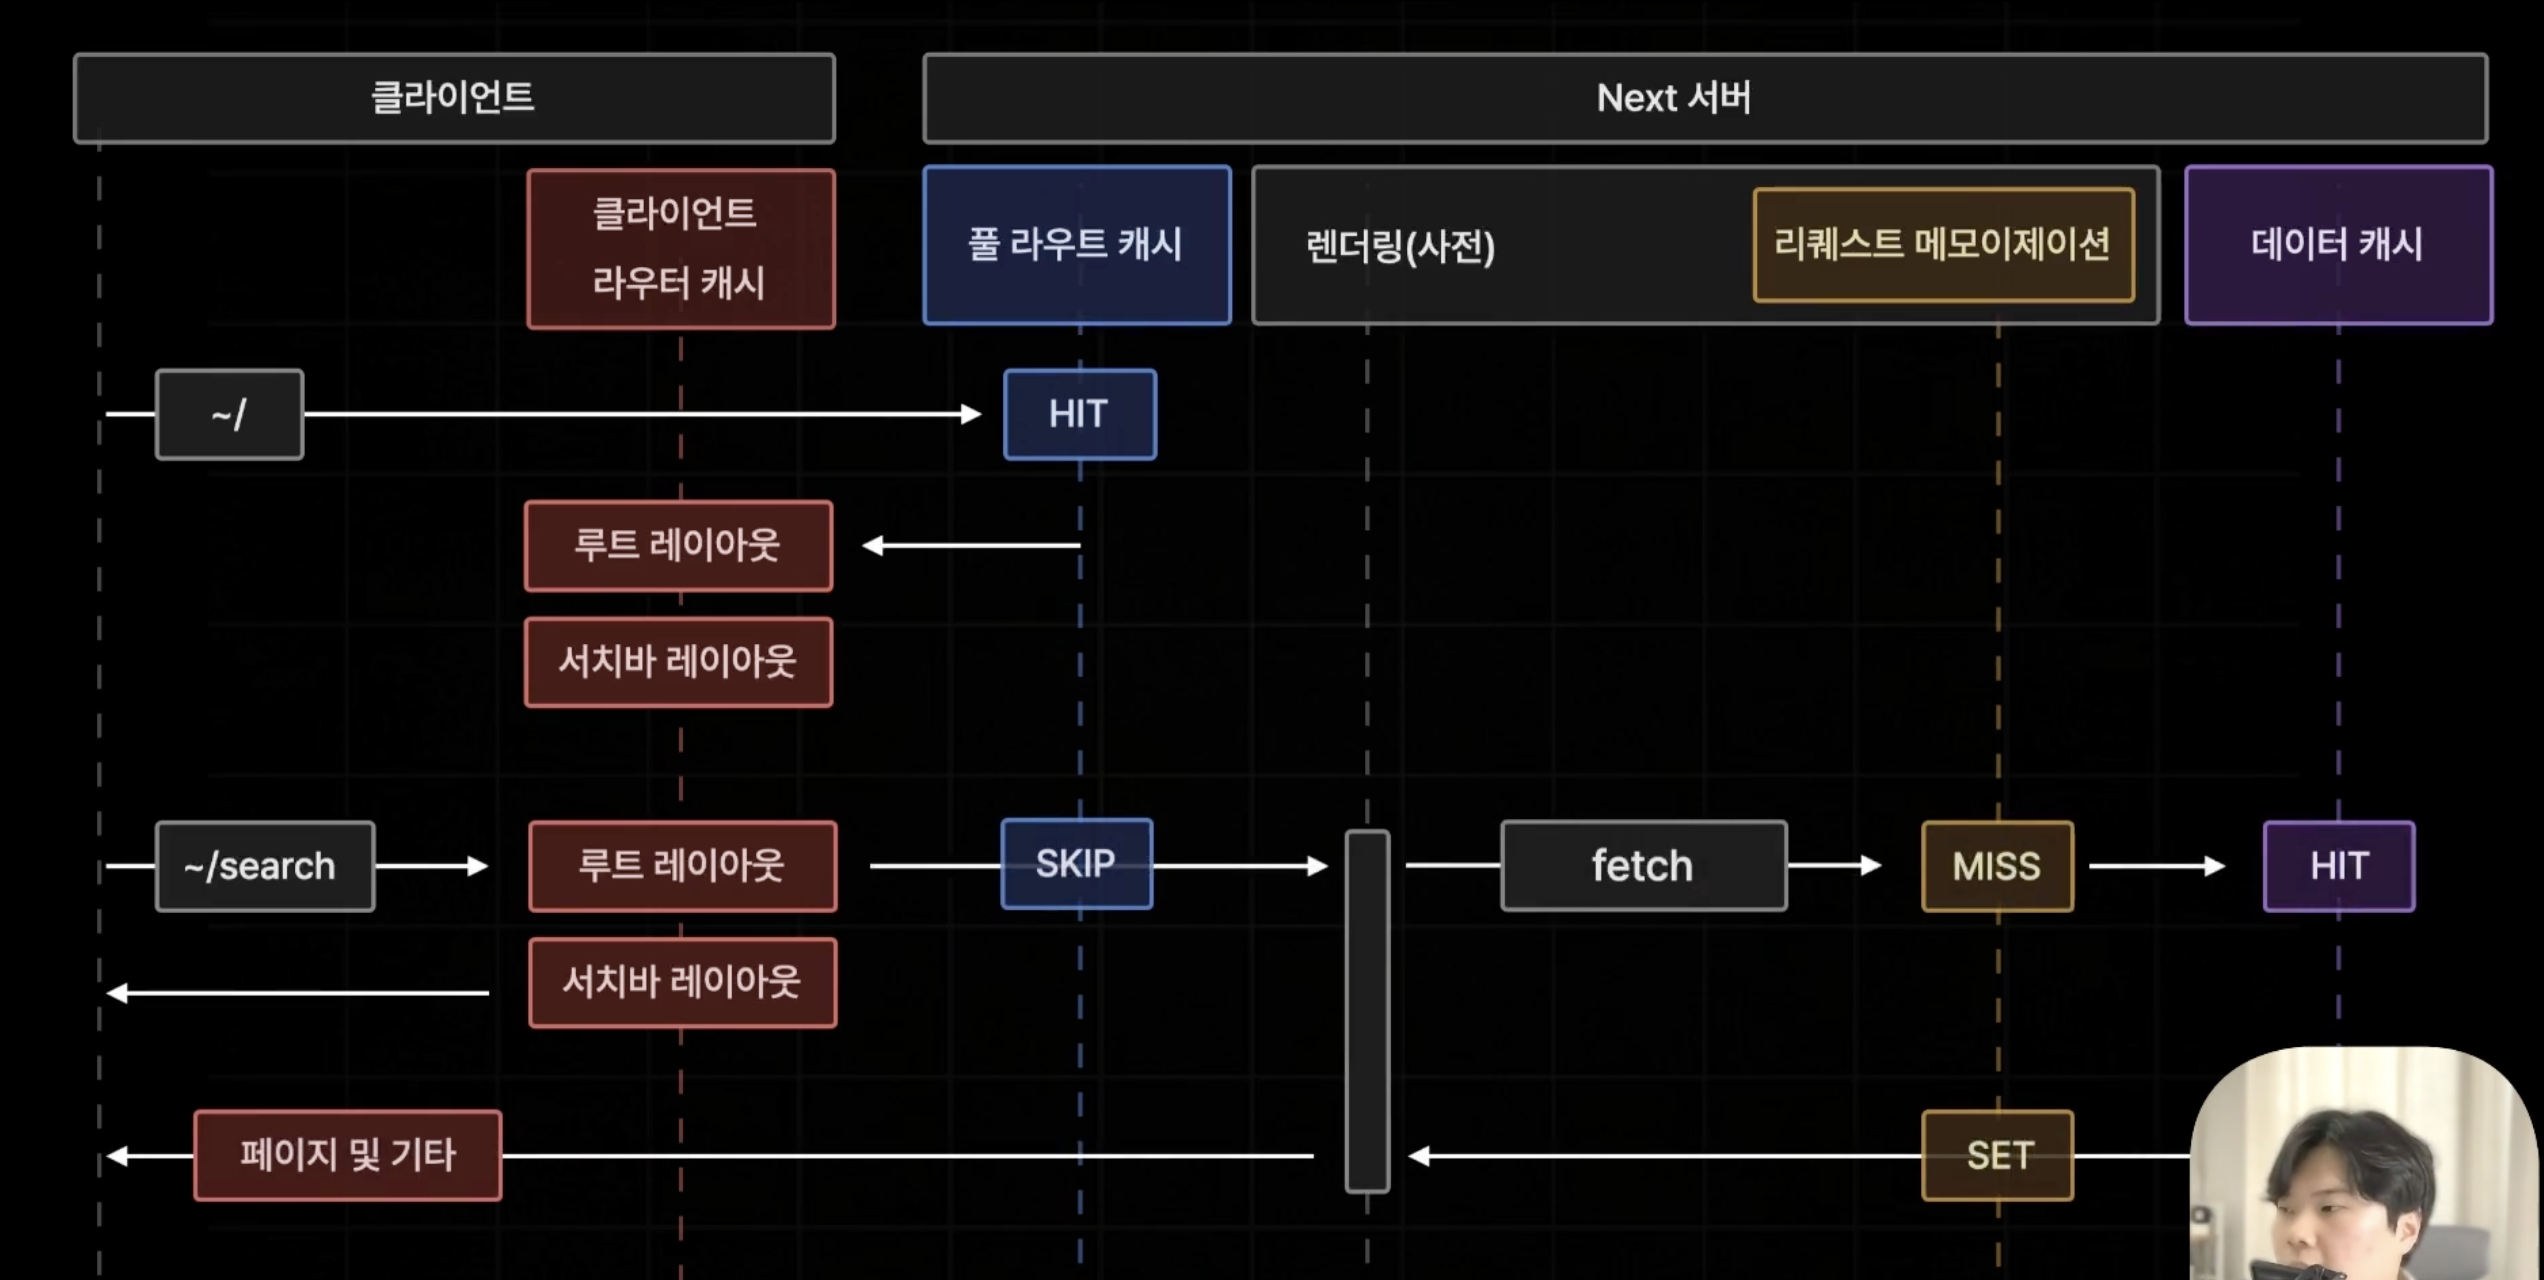 클라이언트
Next 서버
클라이언트
라우터 캐시
풀 라우트 캐시
렌더링(사전)
리퀘스트 메모이제이션
데이터 캐시
~/
HIT
루트 레이아웃
서치바 레이아웃
~/search
루트 레이아웃
SKIP
fetch
MISS
HIT
서치바 레이아웃
페이지 및 기타
SET